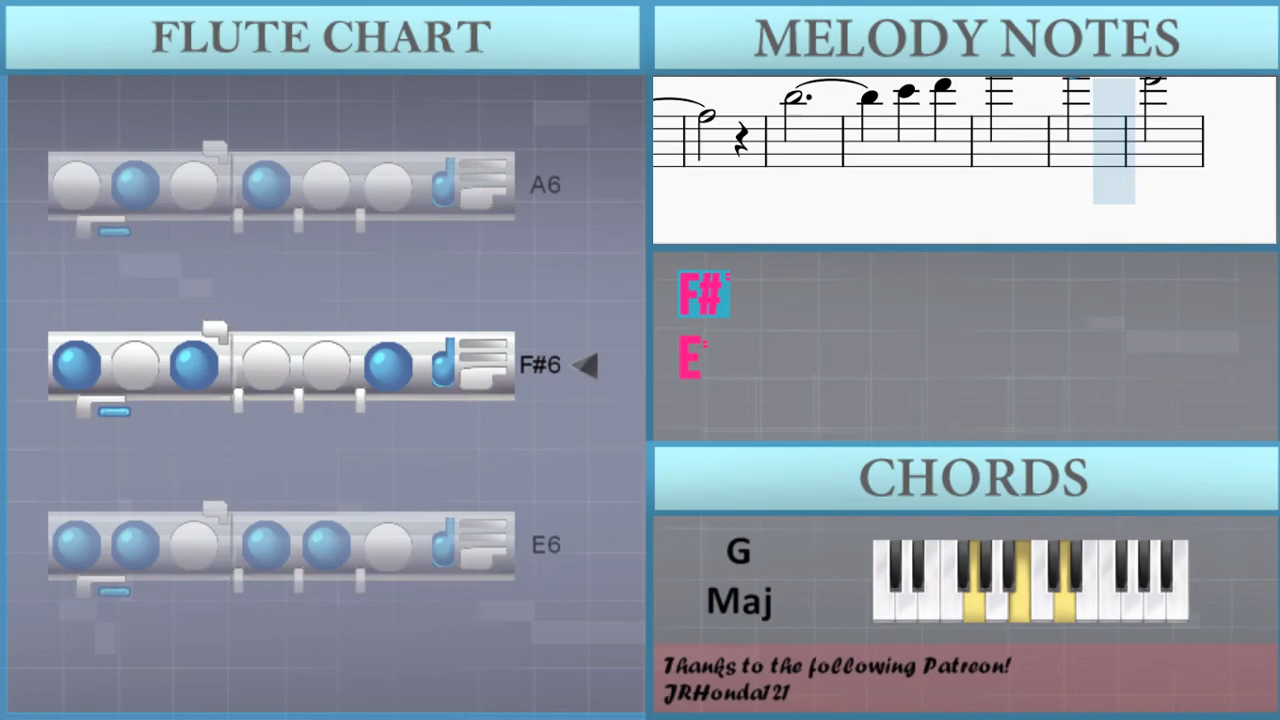 FLUTE CHART
A6
F#6
E6
MELODY NOTES
F#
E
CHORDS
G
Maj
Thanks to the following Patreon!
JRHonda121